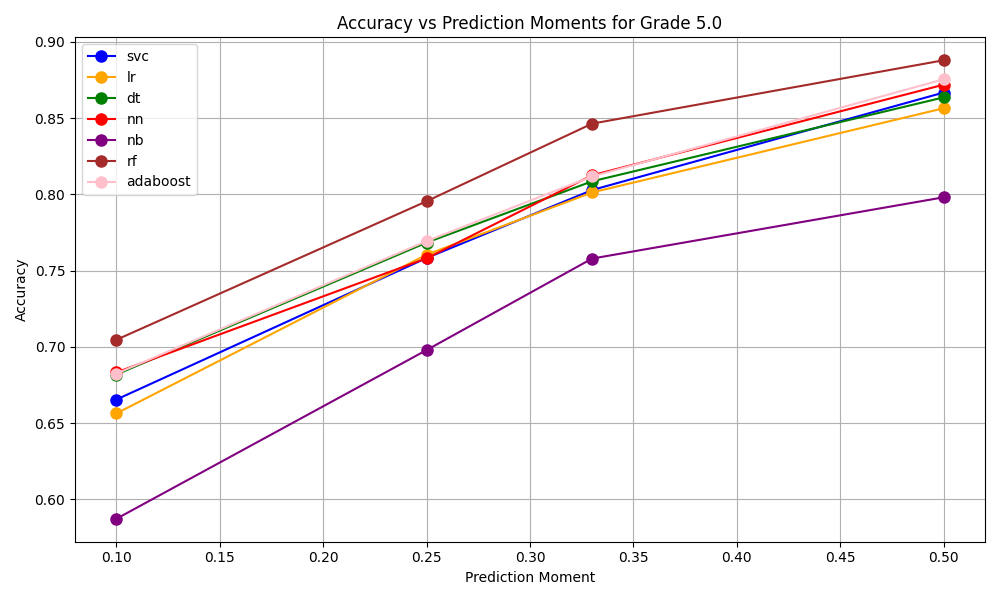 Accuracy vs Prediction Moments for Grade 5.0
0.90
0.85
0.80
0.75
0.70
0.65
0.60
Accuracy
svc
lr
dt
nn
nb
rf
adaboost
0.10 0.15 0.20 0.25 0.30 0.35 0.40 0.45 0.50
Prediction Moment